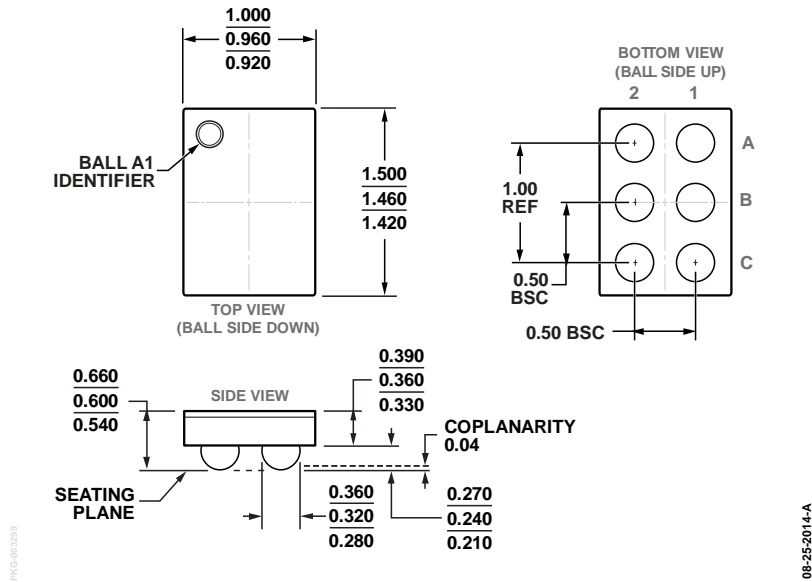 1.000
0.960
0.920
BALL A1
IDENTIFIER
1.500
1.460
1.420
TOP VIEW
(BALL SIDE DOWN)
BOTTOM VIEW
(BALL SIDE UP)
2 1
A
B
C
1.00
REF
0.50
BSC
0.50 BSC
0.660
0.600
0.540
SIDE VIEW
0.390
0.360
0.330
COPLANARITY
0.04
SEATING
PLANE
0.360
0.320
0.280
0.270
0.240
0.210
PKG-003299
08-25-2014-A